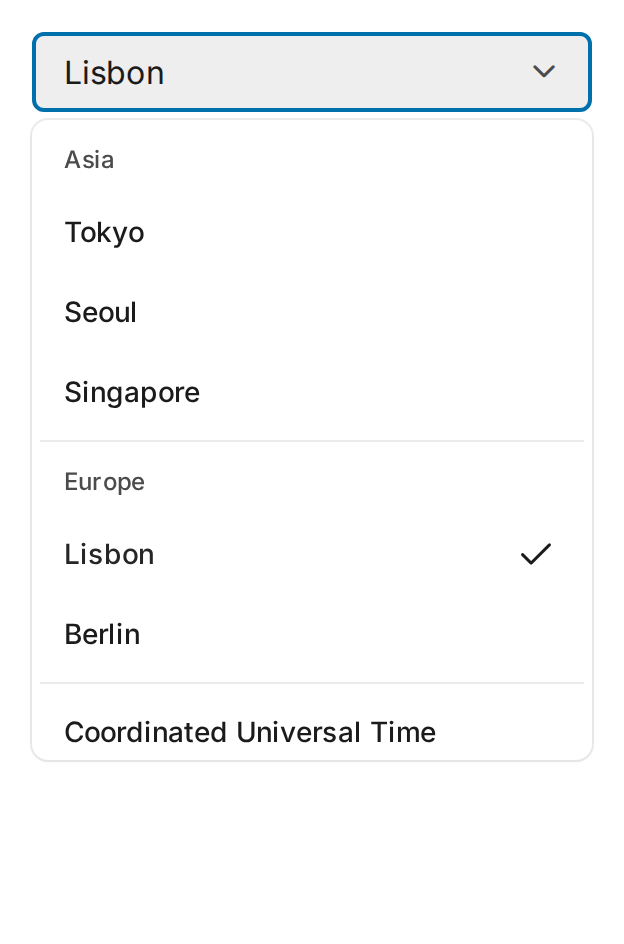 Lisbon
Asia
Tokyo
Seoul
Singapore
Europe
Lisbon
Berlin
Coordinated Universal Time